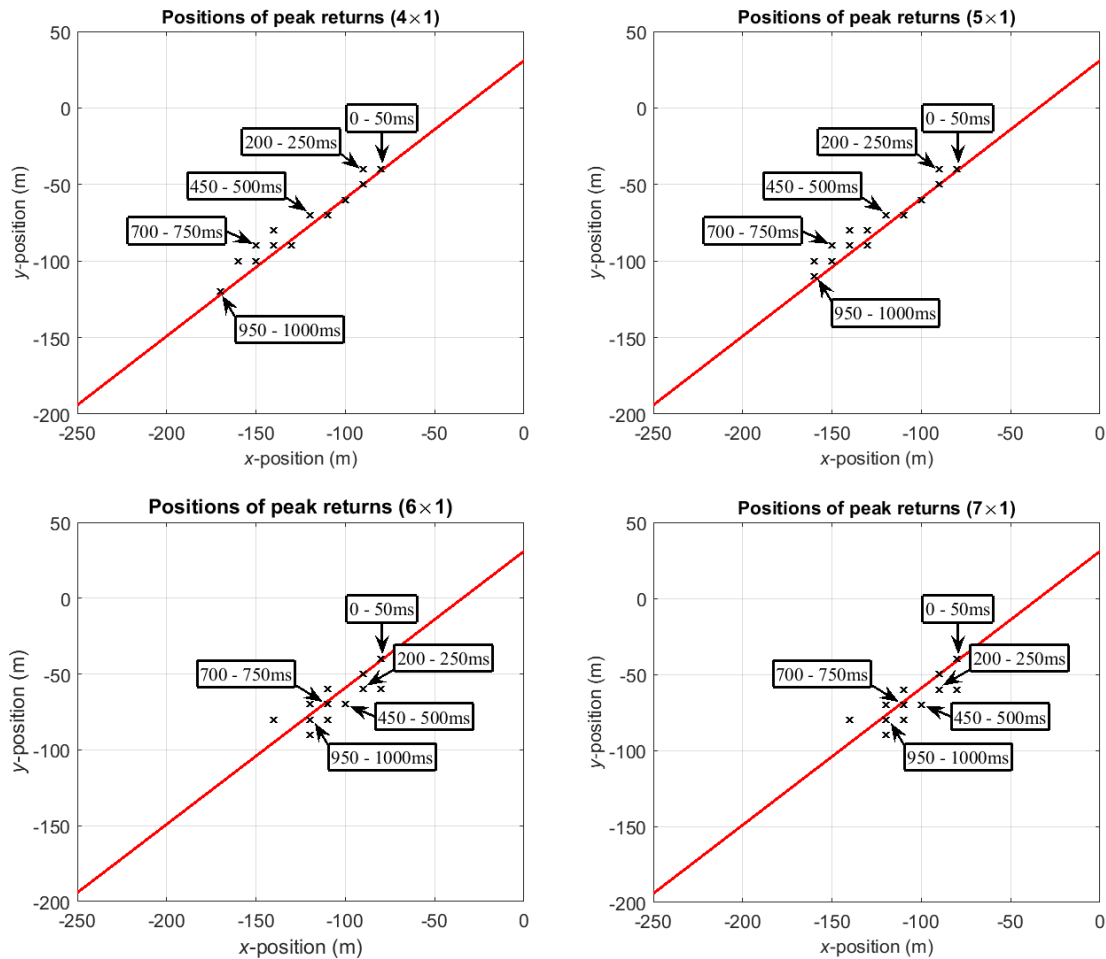 Positions of peak returns (4×1)
50
0
-50
-100
-150
-200
y-position (m)
0 - 50ms
200 - 250ms
450 - 500ms
700 - 750ms
950 - 1000ms
-250
-200
-150
-100
-50
0
x-position (m)
Positions of peak returns (5×1)
50
0
-50
-100
-150
-200
y-position (m)
0 - 50ms
200 - 250ms
450 - 500ms
700 - 750ms
950 - 1000ms
-250
-200
-150
-100
-50
0
x-position (m)
Positions of peak returns (6×1)
50
0
-50
-100
-150
-200
y-position (m)
0 - 50ms
200 - 250ms
700 - 750ms
450 - 500ms
950 - 1000ms
-250
-200
-150
-100
-50
0
x-position (m)
Positions of peak returns (7×1)
50
0
-50
-100
-150
-200
y-position (m)
0 - 50ms
200 - 250ms
700 - 750ms
450 - 500ms
950 - 1000ms
-250
-200
-150
-100
-50
0
x-position (m)